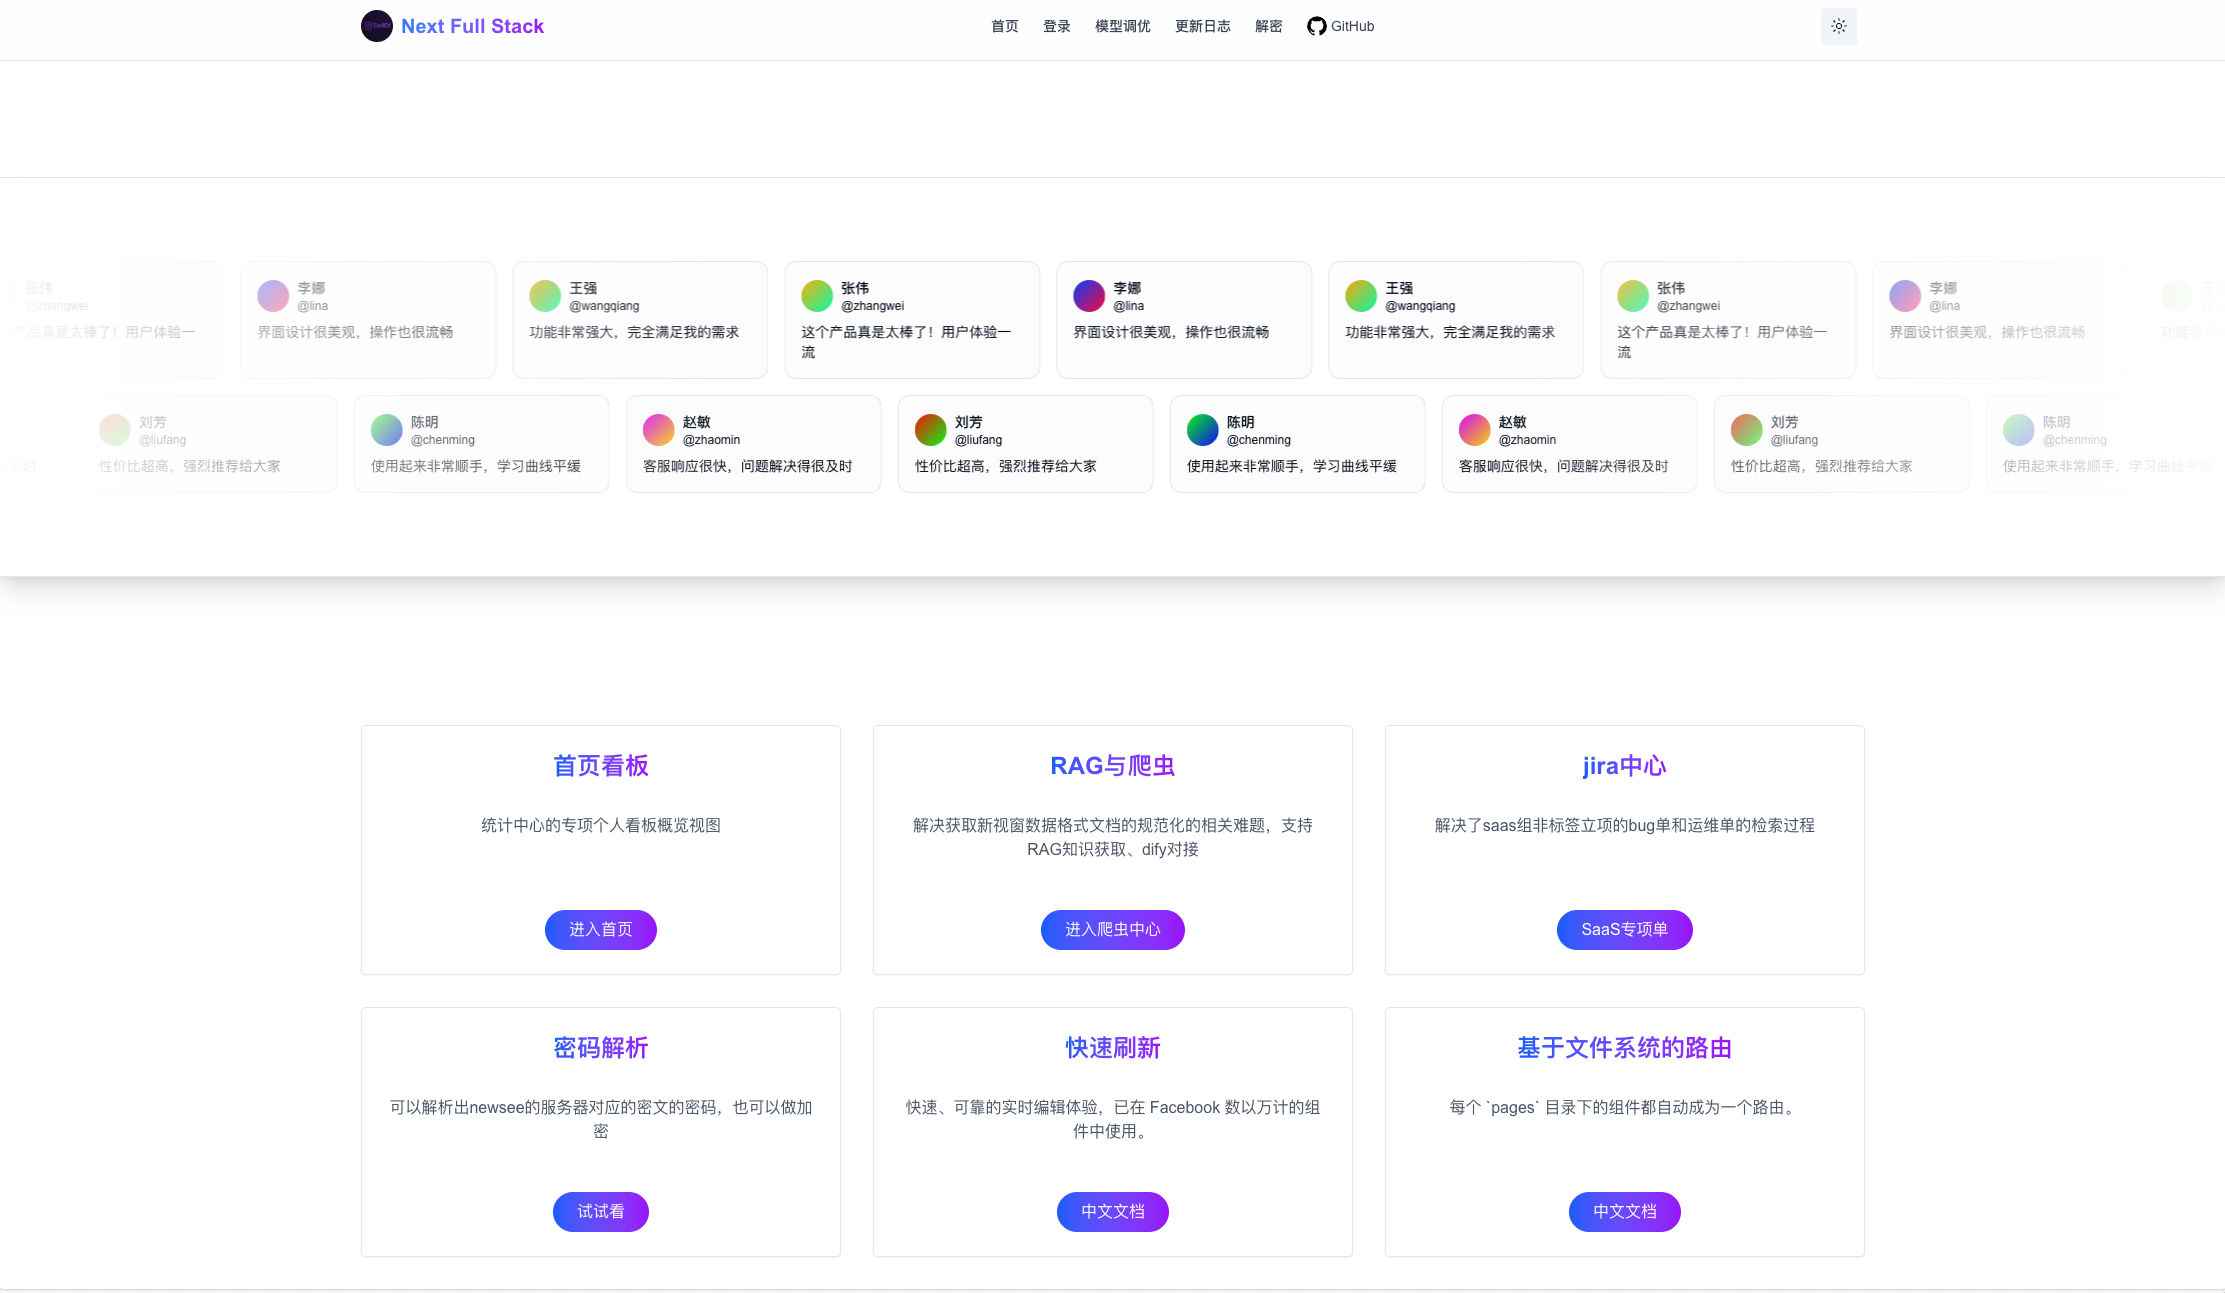 Next Full Stack
首页 登录 模型调优 更新日志 解密 GitHub
张伟 李娜 王强 张伟 李娜 王强 张伟 李娜
@zhangwei @lina @wangqiang @zhangwei @lina @wangqiang @zhangwei @lina
产品真是太棒了！用户体验一 界面设计很美观，操作也很流畅 功能非常强大，完全满足我的需求 这个产品真是太棒了！用户体验一 界面设计很美观，操作也很流畅 功能非常强大，完全满足我的需求 这个产品真是太棒了！用户体验一 界面设计很美观，操作也很流畅 功能非
流 流
刘芳 陈明 赵敏 刘芳 陈明 赵敏 刘芳 陈明
@liufang @chenming @zhaomin @liufang @chenming @zhaomin @liufang @chenming
性价比超高，强烈推荐给大家 使用起来非常顺手，学习曲线平缓 客服响应很快，问题解决得很及时 性价比超高，强烈推荐给大家 使用起来非常顺手，学习曲线平缓 客服响应很快，问题解决得很及时 性价比超高，强烈推荐给大家 使用起来非常顺手，学习曲线平缓
首页看板
统计中心的专项个人看板概览视图
进入首页
RAG与爬虫
解决获取新视窗数据格式文档的规范化的相关难题，支持
RAG知识获取、dify对接
进入爬虫中心
jira中心
解决了saas组非标签立项的bug单和运维单的检索过程
SaaS专项单
密码解析
可以解析出newsee的服务器对应的密文的密码，也可以做加
密
试试看
快速刷新
快速、可靠的实时编辑体验，已在 Facebook 数以万计的组
件中使用。
中文文档
基于文件系统的路由
每个 `pages` 目录下的组件都自动成为一个路由。
中文文档